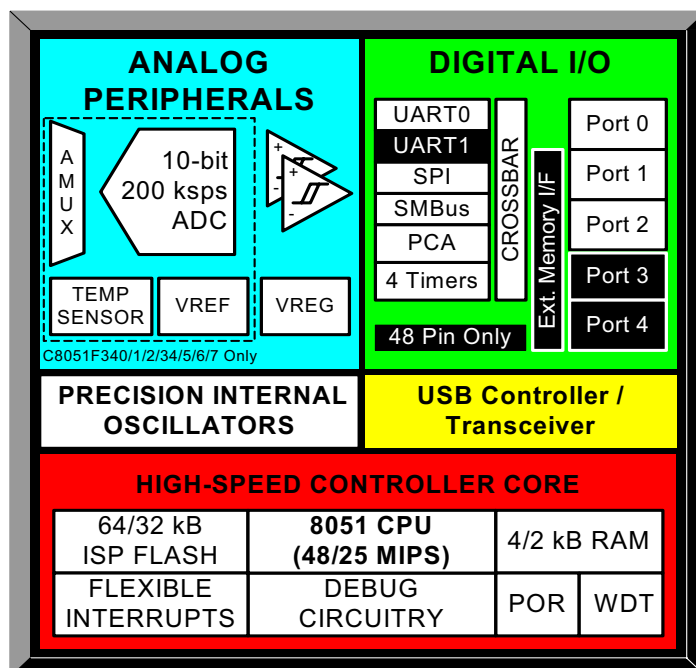 ANALOG
PERIPHERALS
A
M
U
X
10-bit
200 ksps
ADC
+
-
+
-
TEMP
SENSOR
VREF
VREG
C8051F340/1/2/34/5/6/7 Only
DIGITAL I/O
UART0
UART1
SPI
SMBus
PCA
4 Timers
CROSSBAR
Ext. Memory I/F
Port 0
Port 1
Port 2
Port 3
Port 4
48 Pin Only
PRECISION INTERNAL
OSCILLATORS
USB Controller /
Transceiver
HIGH-SPEED CONTROLLER CORE
64/32 kB
ISP FLASH
8051 CPU
(48/25 MIPS)
4/2 kB RAM
FLEXIBLE
INTERRUPTS
DEBUG
CIRCUITRY
POR
WDT